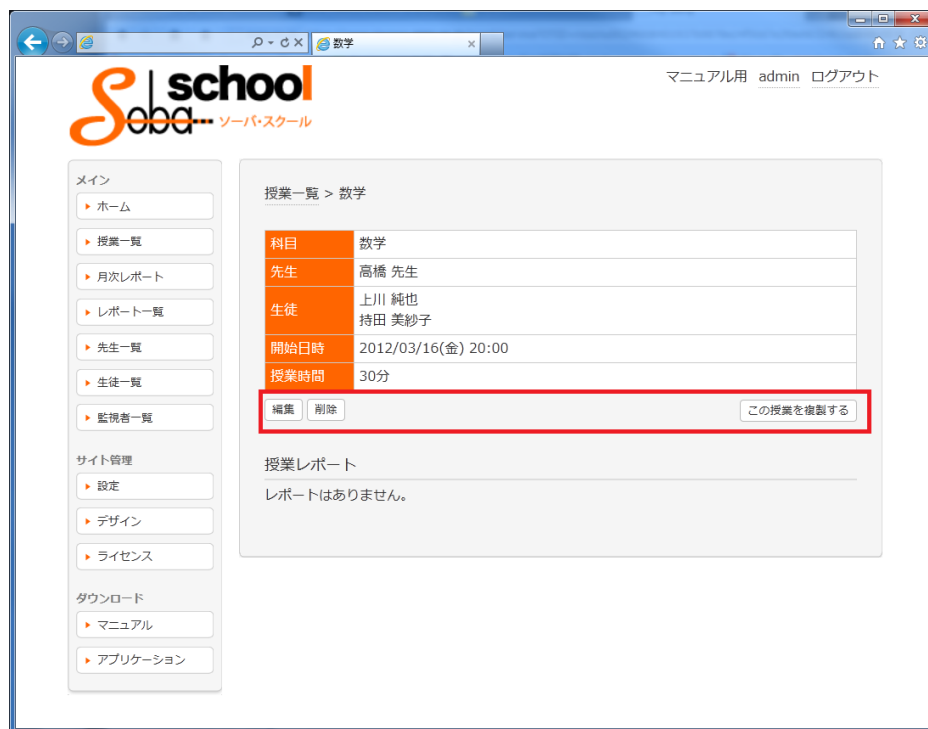 数学
school
Soba
ソーバ・スクール
マニュアル用 admin ログアウト
メイン
ホーム
授業一覧
月次レポート
レポート一覧
先生一覧
生徒一覧
監視者一覧
サイト管理
設定
デザイン
ライセンス
ダウンロード
マニュアル
アプリケーション
授業一覧 > 数学
科目 数学
先生 高橋 先生
生徒 上川 純也
持田 美紗子
開始日時 2012/03/16(金) 20:00
授業時間 30分
編集 削除 この授業を複製する
授業レポート
レポートはありません。